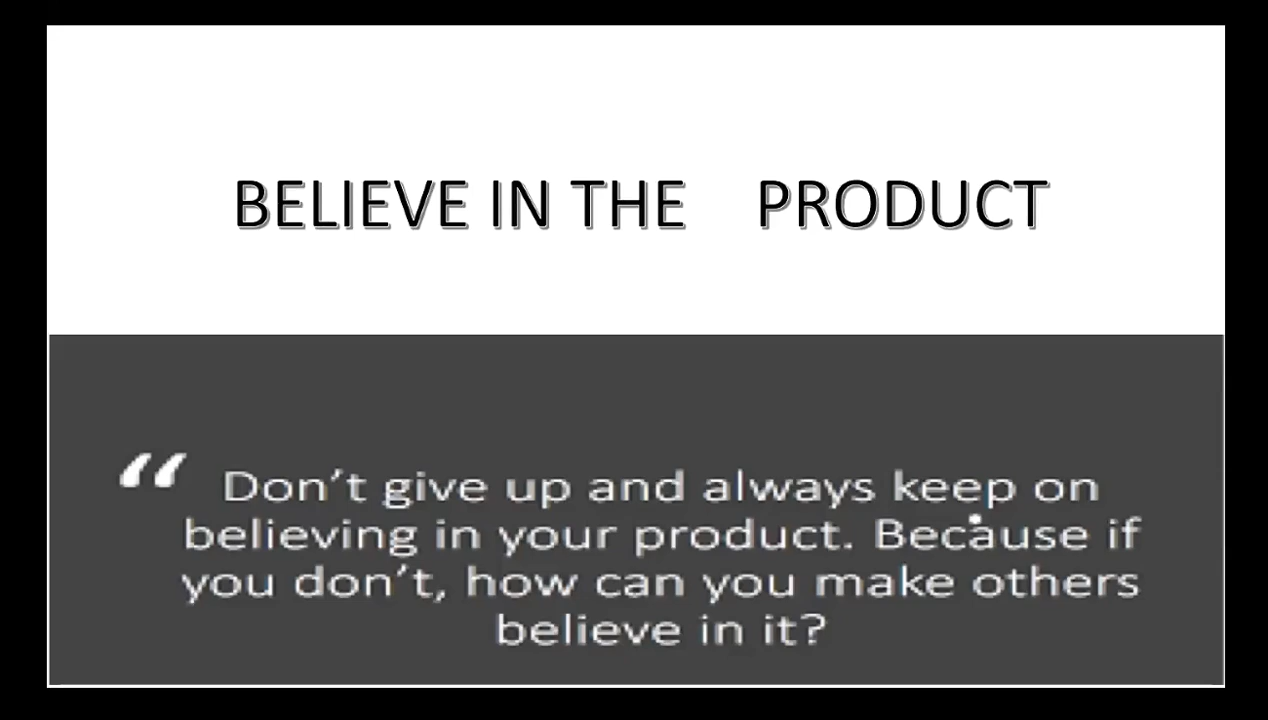 BELIEVE IN THE PRODUCT
“ Don’t give up and always keep on
believing in your product. Because if
you don’t, how can you make others
believe in it?